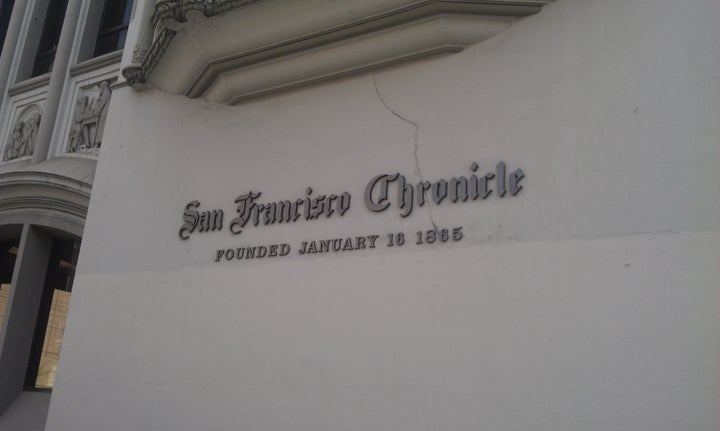 San Francisco Chronicle
FOUNDED JANUARY 16 1865